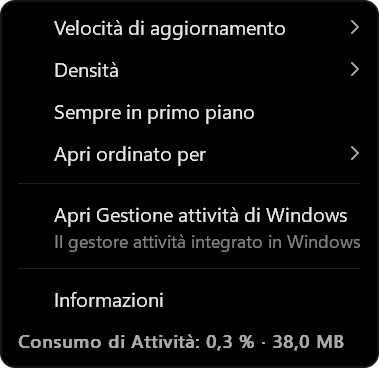 Velocità di aggiornamento
Densità
Sempre in primo piano
Apri ordinato per
Apri Gestione attività di Windows
Il gestore attività integrato in Windows
Informazioni
Consumo di Attività: 0,3 % · 38,0 MB